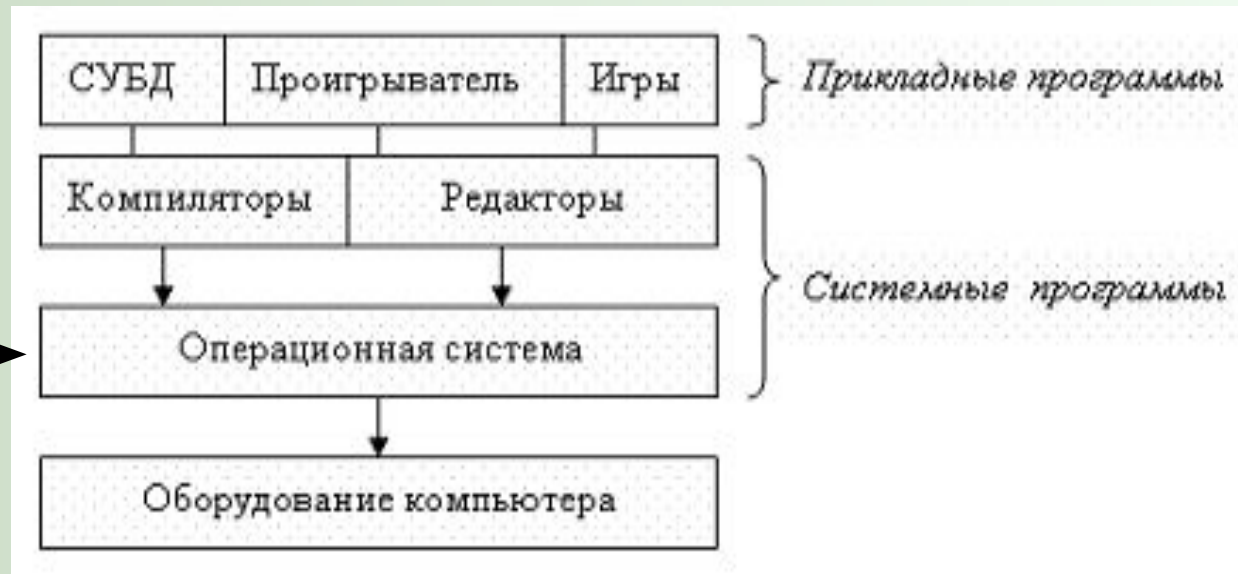 СУБД Проигрыватель Игры Прикладные программы
Компиляторы Редакторы
Системные программы
Операционная система
Оборудование компьютера